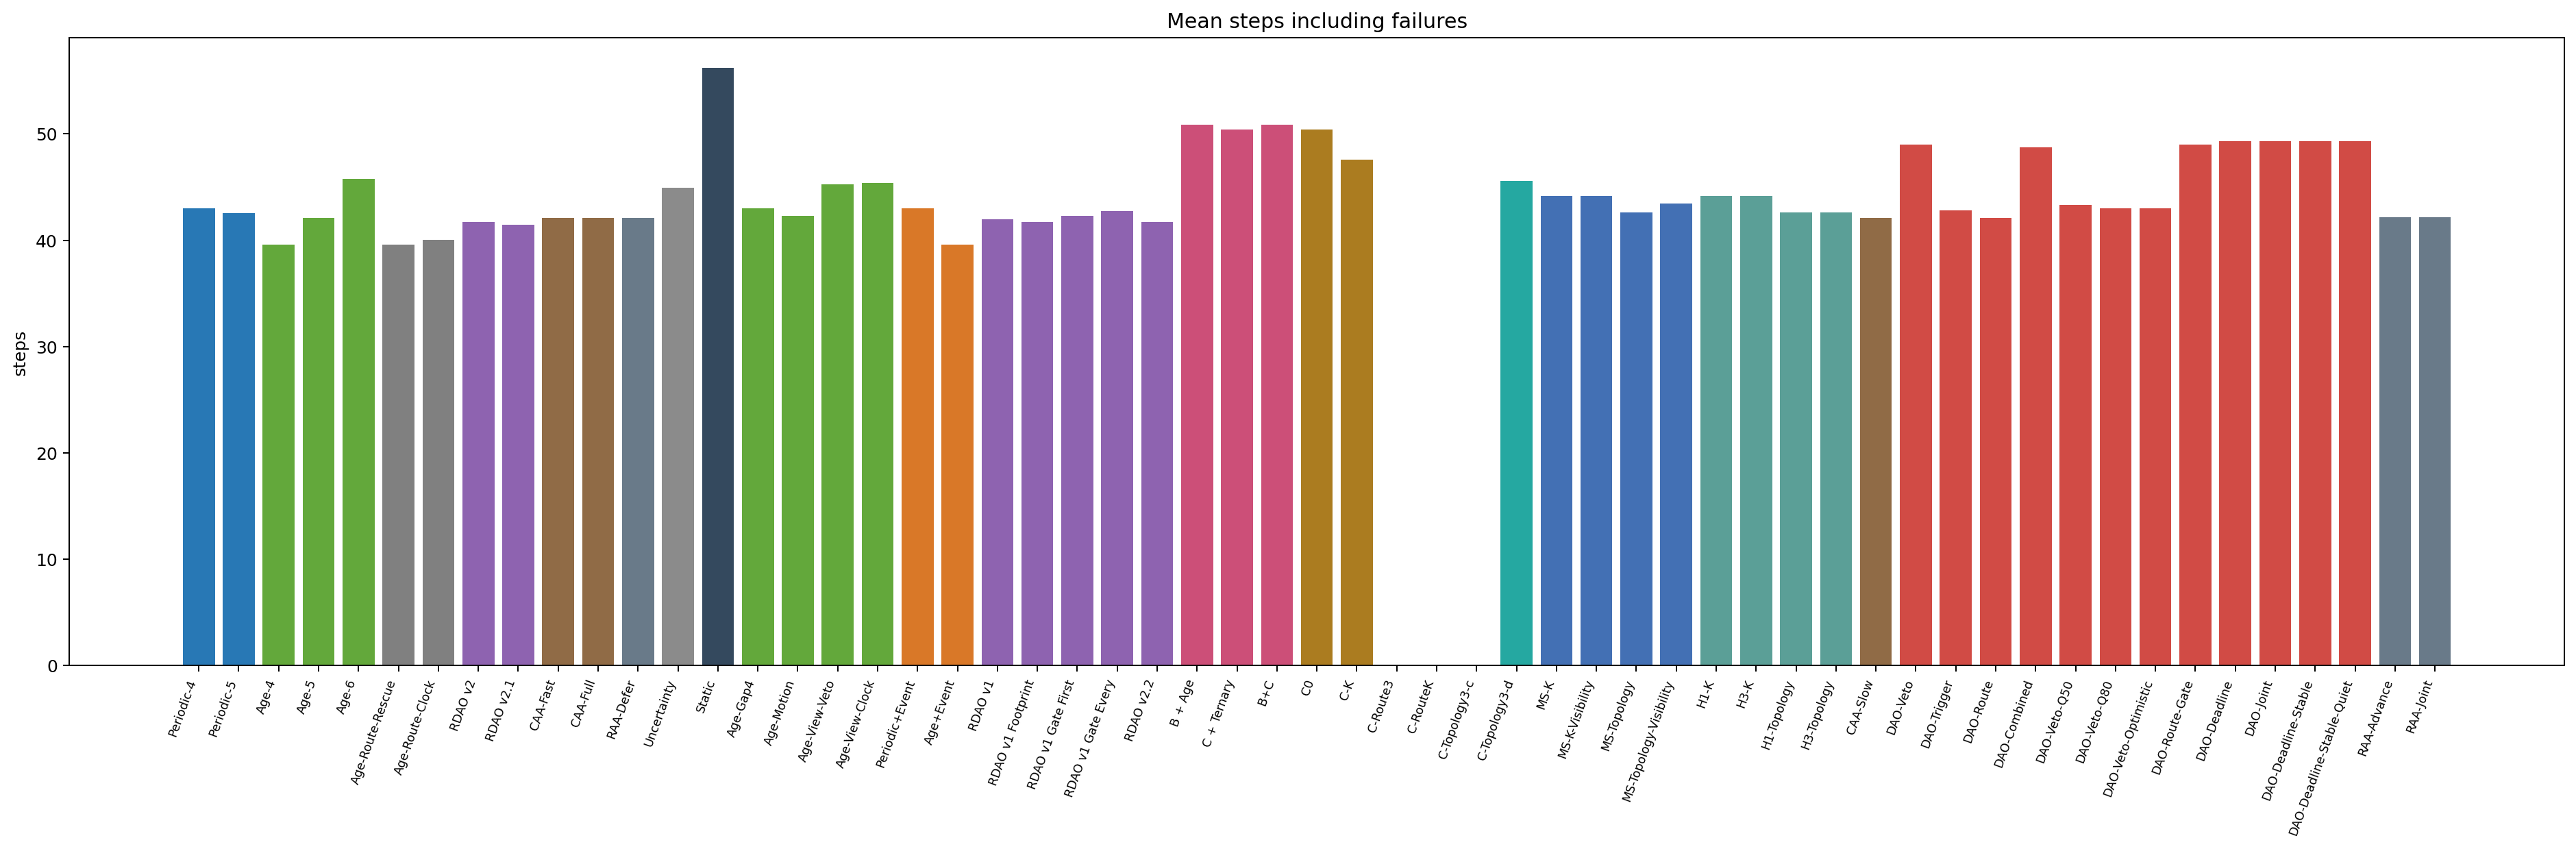 Mean steps including failures
steps
50
40
30
20
10
0
Periodic-4
Periodic-5
Age-4
Age-5
Age-6
Age-Route-Rescue
Age-Route-Clock
RDAO v2
RDAO v2.1
CAA-Fast
CAA-Full
RAA-Defer
Uncertainty
Static
Age-Gap4
Age-Motion
Age-View-Veto
Age-View-Clock
Periodic+Event
Age+Event
RDAO v1
RDAO v1 Footprint
RDAO v1 Gate First
RDAO v1 Gate Every
RDAO v2.2
B + Age
C + Ternary
B+C
C0
C-K
C-Route3
C-RouteK
C-Topology3-c
C-Topology3-d
MS-K
MS-K-Visibility
MS-Topology
MS-Topology-Visibility
H1-K
H3-K
H1-Topology
H3-Topology
CAA-Slow
DAO-Veto
DAO-Trigger
DAO-Route
DAO-Combined
DAO-Veto-Q50
DAO-Veto-Q80
DAO-Veto-Optimistic
DAO-Route-Gate
DAO-Deadline
DAO-Joint
DAO-Deadline-Stable
DAO-Deadline-Stable-Quiet
RAA-Advance
RAA-Joint